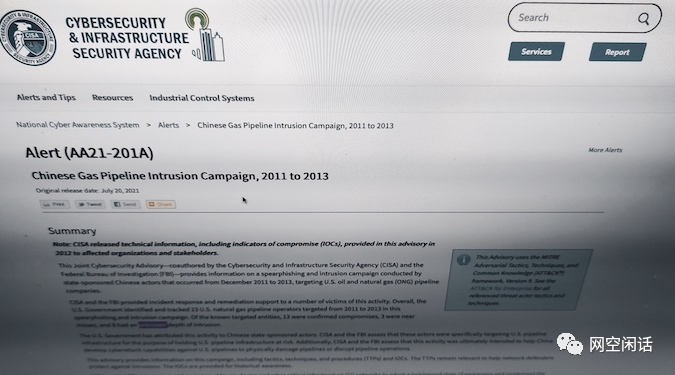 CYBERSECURITY
& INFRASTRUCTURE
SECURITY AGENCY
Search
Services
Report
Alerts and Tips Resources Industrial Control Systems
National Cyber Awareness System > Alerts > Chinese Gas Pipeline Intrusion Campaign, 2011 to 2013
More Alerts
Alert (AA21-201A)
Chinese Gas Pipeline Intrusion Campaign, 2011 to 2013
Original release date: July 20, 2021
Print Tweet Send Share
Summary
Note: CISA released technical information, including indicators of compromise (IOCs), provided in this advisory in
2012 to affected organizations and stakeholders.
This Joint Cybersecurity Advisory—coauthored by the Cybersecurity and Infrastructure Security Agency (CISA) and the
Federal Bureau of Investigation (FBI)—provides information on a spearphishing and intrusion campaign conducted by
state-sponsored Chinese actors that occurred from December 2011 to 2013, targeting U.S. oil and natural gas (ONG) pipeline
companies.
CISA and the FBI provided incident response and remediation support to a number of victims of this activity. Overall, the
U.S. Government identified and tracked 23 U.S. natural gas pipeline operators targeted from 2011 to 2013 in this
spearphishing and intrusion campaign. Of the known targeted entities, 13 were confirmed compromises, 3 were near
misses, and 8 had an unknown depth of intrusion.
The U.S. Government has attributed this activity to Chinese state-sponsored actors. CISA and the FBI assess that these actors were specifically targeting U.S. pipeline
infrastructure for the purpose of holding U.S. pipeline infrastructure at risk. Additionally, CISA and the FBI assess that this activity was ultimately intended to help China
develop cyberattack capabilities against U.S. pipelines to physically damage pipelines or disrupt pipeline operations.
This advisory provides information on this campaign, including tactics, techniques, and procedures (TTPs) and IOCs. The TTPs remain relevant to help network defenders
protect against intrusions. The IOCs are provided for historical awareness.
This Advisory uses the MITRE
Adversarial Tactics, Techniques, and
Common Knowledge (ATT&CK®)
framework, Version 9. See the
ATT&CK for Enterprise for all
referenced threat actor tactics and
techniques.
网空闲话